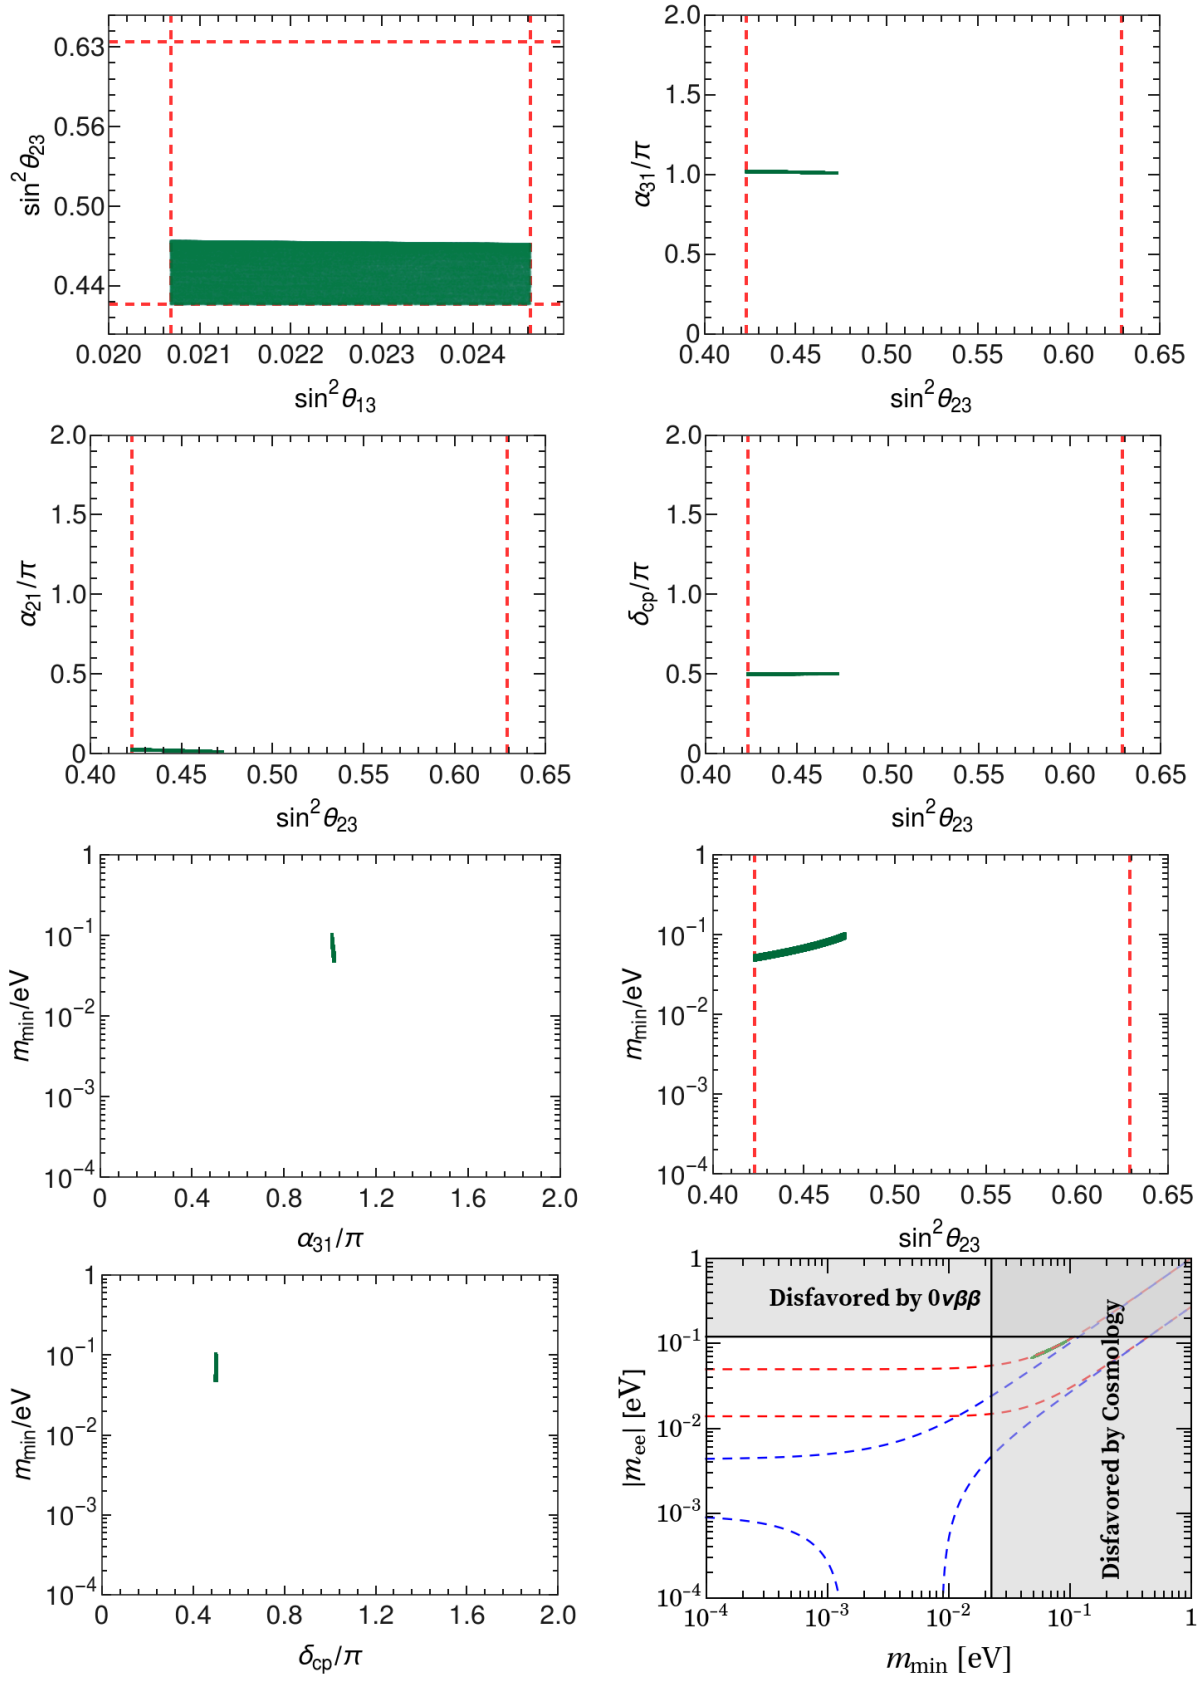 0.63
0.56
0.50
0.44
sin²θ₂₃
0.020 0.021 0.022 0.023 0.024
sin²θ₁₃
2.0
1.5
1.0
0.5
0
α₃₁/π
0.40 0.45 0.50 0.55 0.60 0.65
sin²θ₂₃
2.0
1.5
1.0
0.5
0
α₂₁/π
0.40 0.45 0.50 0.55 0.60 0.65
sin²θ₂₃
2.0
1.5
1.0
0.5
0
δcp/π
0.40 0.45 0.50 0.55 0.60 0.65
sin²θ₂₃
1
10⁻¹
10⁻²
10⁻³
10⁻⁴
mmin/eV
0 0.4 0.8 1.2 1.6 2.0
α₃₁/π
1
10⁻¹
10⁻²
10⁻³
10⁻⁴
mmin/eV
0.40 0.45 0.50 0.55 0.60 0.65
sin²θ₂₃
1
10⁻¹
10⁻²
10⁻³
10⁻⁴
mmin/eV
0 0.4 0.8 1.2 1.6 2.0
δcp/π
1
10⁻¹
10⁻²
10⁻³
10⁻⁴
|mee| [eV]
Disfavored by 0νββ
Disfavored by Cosmology
10⁻⁴ 10⁻³ 10⁻² 10⁻¹ 1
mmin [eV]